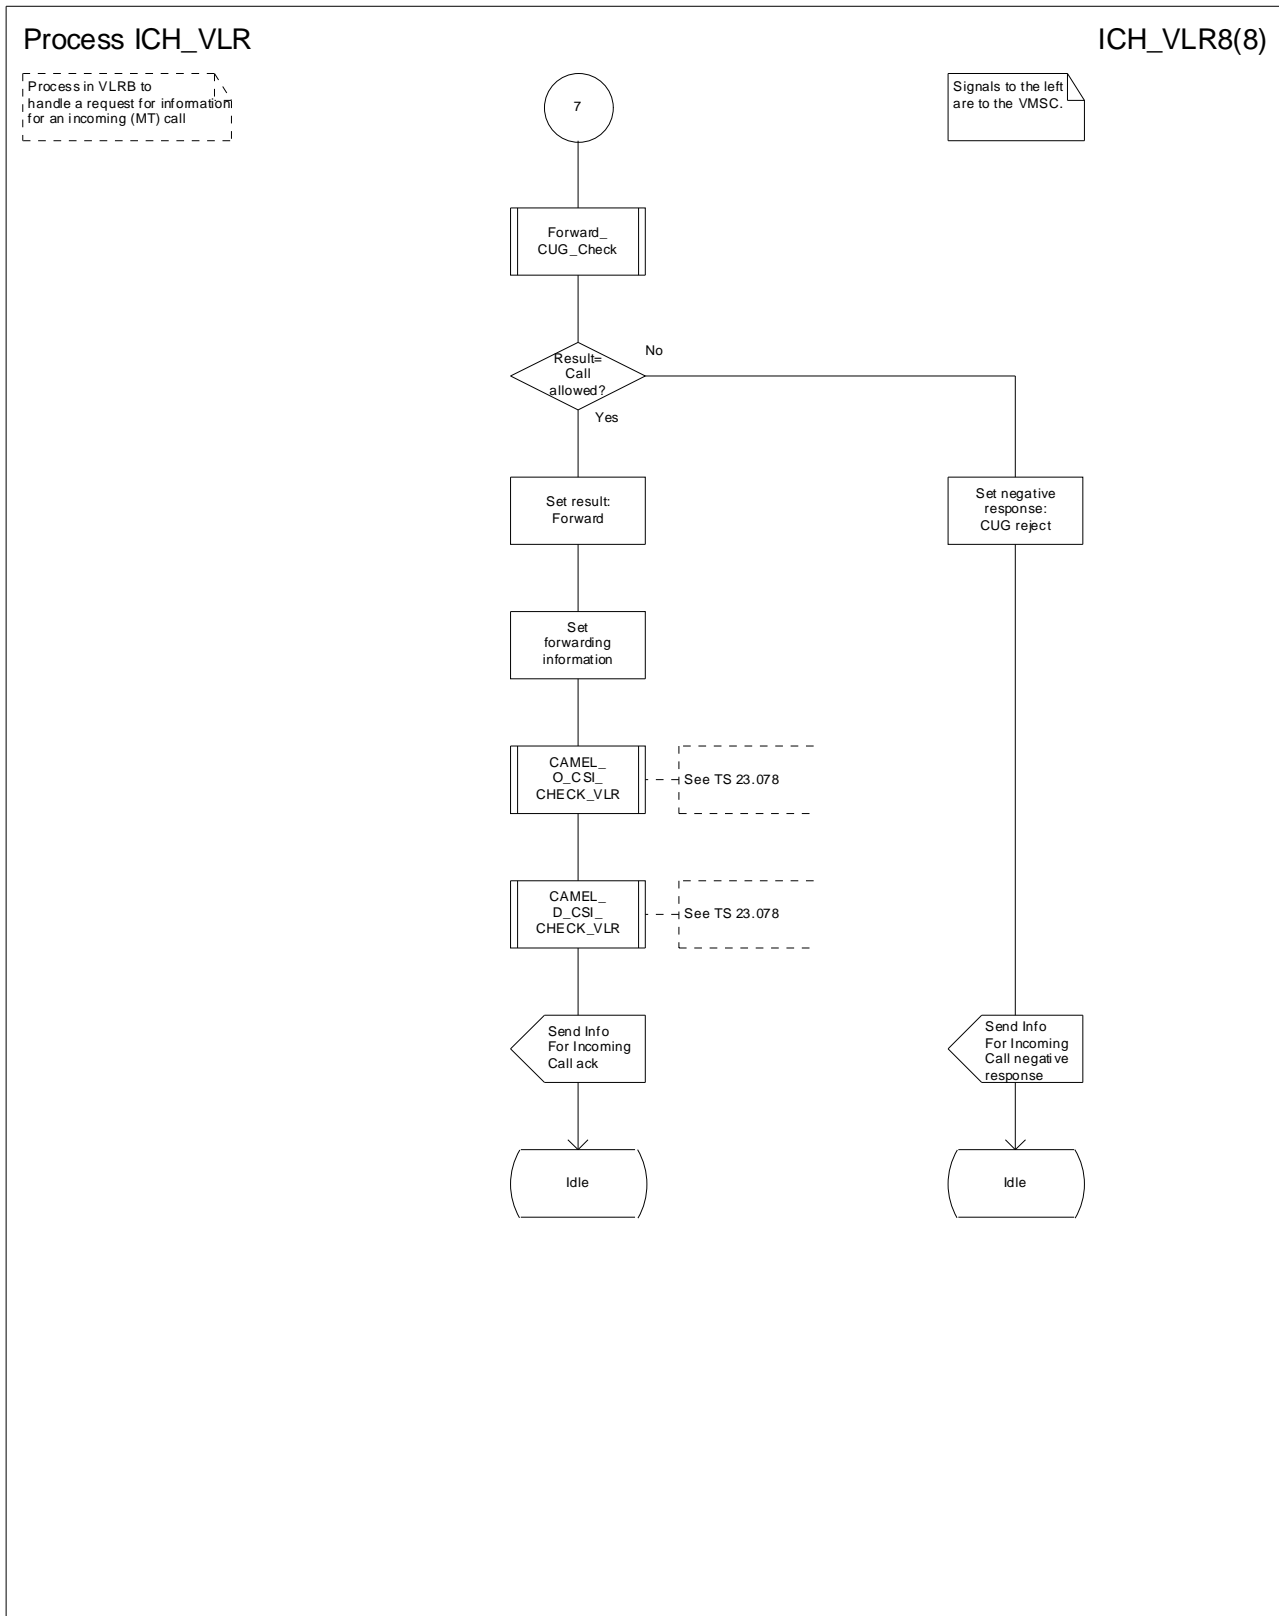 Process ICH_VLR
ICH_VLR8(8)
Process in VLRB to
handle a request for information
for an incoming (MT) call
7
Signals to the left
are to the VMSC.
Forward_
CUG_Check
Result=
Call
allowed?
No
Yes
Set result:
Forward
Set negative
response:
CUG reject
Set
forwarding
information
CAMEL_
O_CSI_
CHECK_VLR
See TS 23.078
CAMEL_
D_CSI_
CHECK_VLR
See TS 23.078
Send Info
For Incoming
Call ack
Send Info
For Incoming
Call negative
response
Idle
Idle